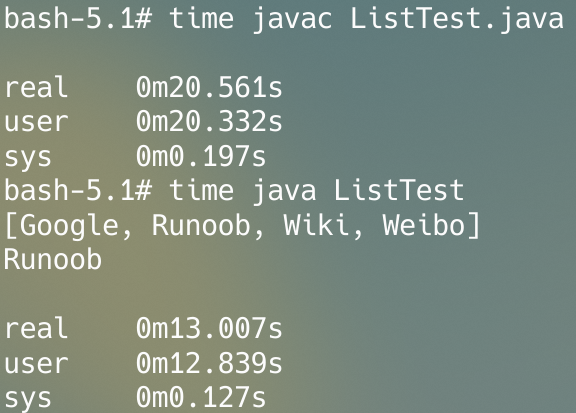 bash-5.1# time javac ListTest.java
real 0m20.561s
user 0m20.332s
sys 0m0.197s
bash-5.1# time java ListTest
[Google, Runoob, Wiki, Weibo]
Runoob
real 0m13.007s
user 0m12.839s
sys 0m0.127s